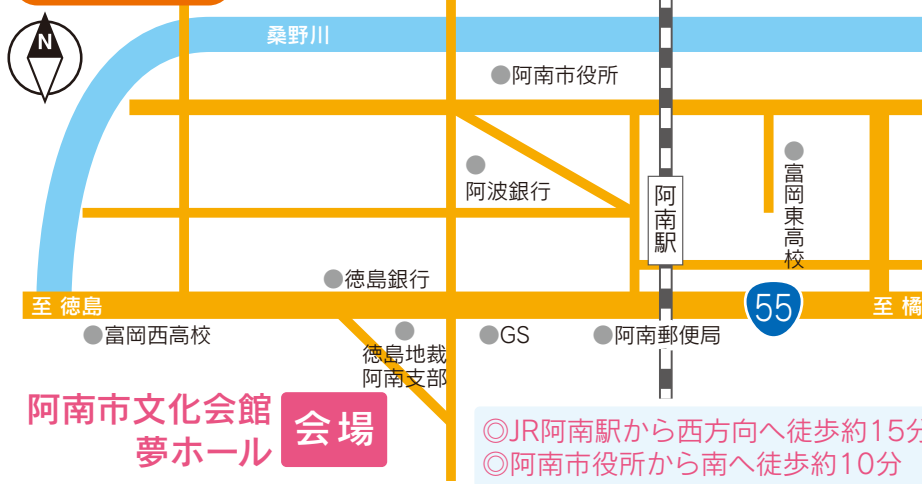 N
桑野川
阿南市役所
阿波銀行
阿南駅
富岡東高校
徳島銀行
至 徳島
55
至 橘
富岡西高校
徳島地裁
阿南支部
GS
阿南郵便局
阿南市文化会館
夢ホール
会場
◎JR阿南駅から西方向へ徒歩約15分
◎阿南市役所から南へ徒歩約10分